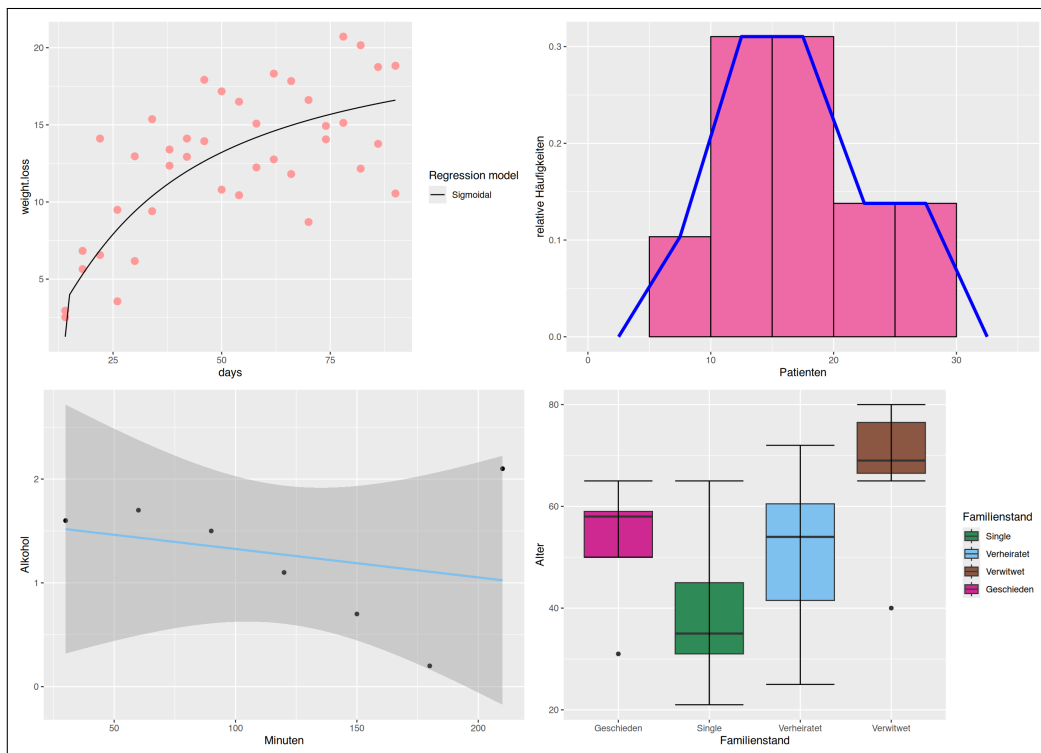 20
15
10
5
weight.loss
25
50
75
days
Regression model
Sigmoidal
0.3
0.2
0.1
0.0
relative Häufigkeiten
0
10
20
30
Patienten
2
1
0
Alkohol
50
100
150
200
Minuten
80
60
40
20
Alter
Geschieden
Single
Verheiratet
Verwitwet
Familienstand
Familienstand
Single
Verheiratet
Verwitwet
Geschieden